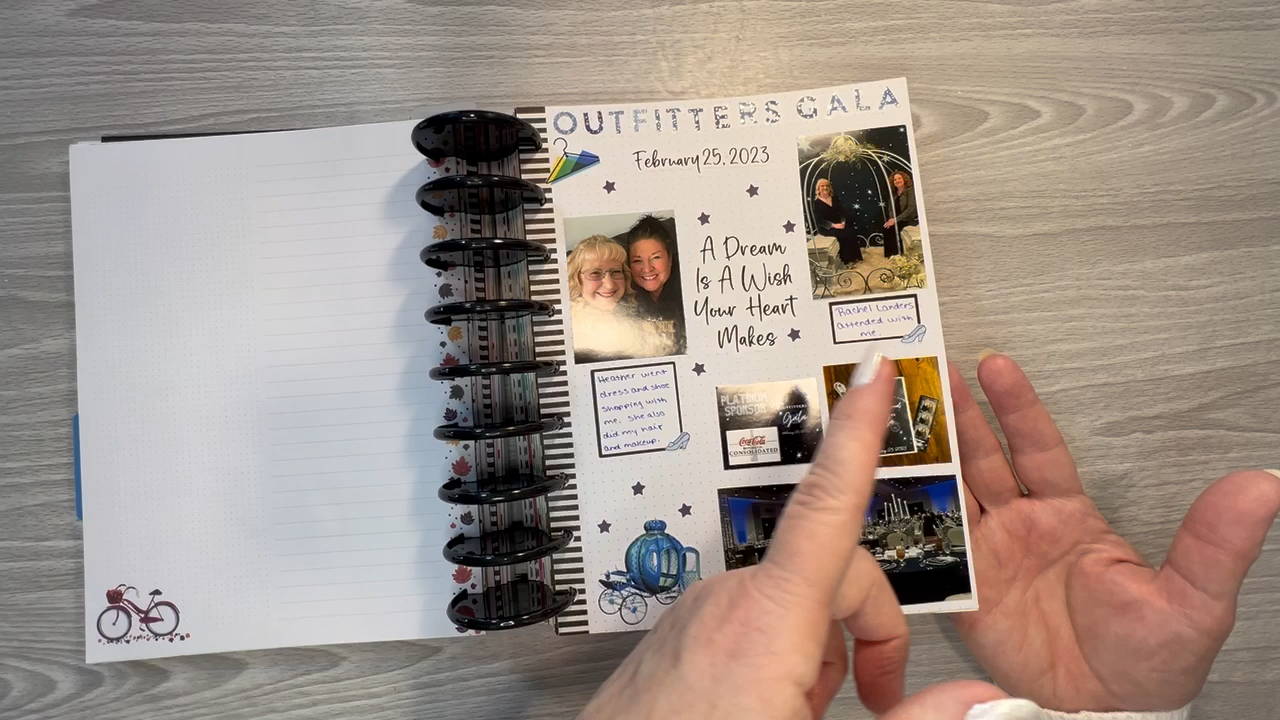 OUTFITTERS GALA
February 25, 2023
A Dream
Is A Wish
Your Heart
Makes
Rachel Landers
attended with
me.
Heather went
dress and shoe
shopping with
me. She also
did my hair
and makeup.
PLATINUM
SPONSOR
OUTFITTERS
Gala
Coca-Cola
CONSOLIDATED